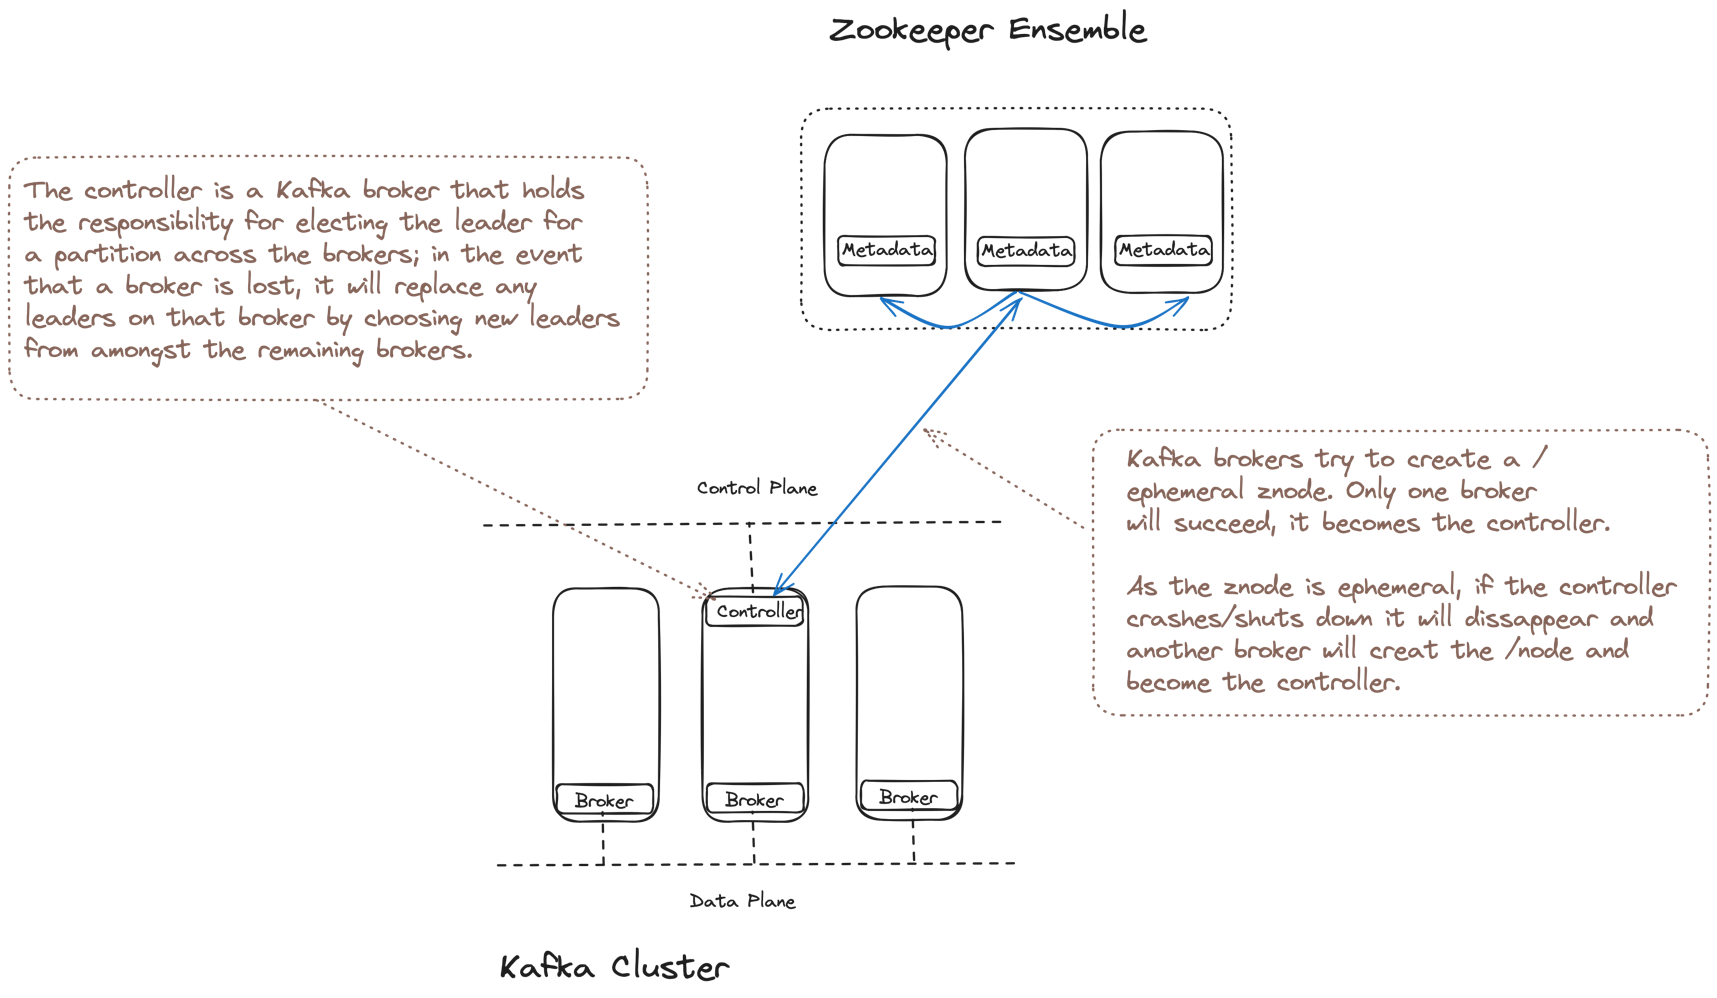 Zookeeper Ensemble
Metadata
Metadata
Metadata
The controller is a Kafka broker that holds
the responsibility for electing the leader for
a partition across the brokers; in the event
that a broker is lost, it will replace any
leaders on that broker by choosing new leaders
from amongst the remaining brokers.
Kafka brokers try to create a /
ephemeral znode. Only one broker
will succeed, it becomes the controller.
As the znode is ephemeral, if the controller
crashes/shuts down it will dissappear and
another broker will creat the /node and
become the controller.
Control Plane
Controller
Broker
Broker
Broker
Data Plane
Kafka Cluster